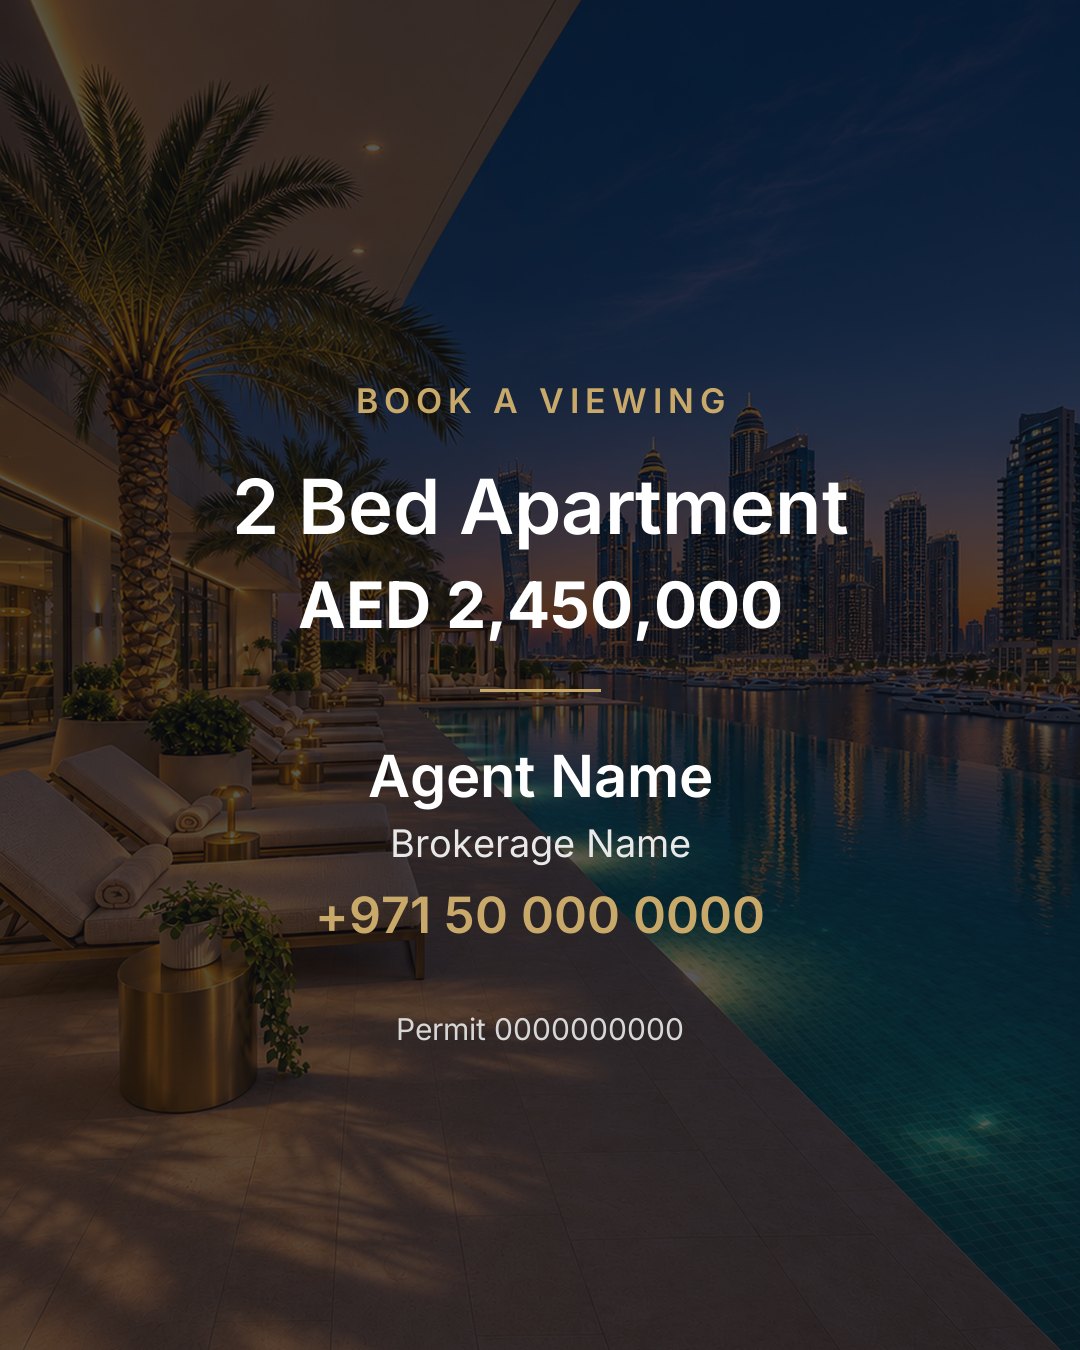 BOOK A VIEWING
2 Bed Apartment
AED 2,450,000
Agent Name
Brokerage Name
+971 50 000 0000
Permit 0000000000